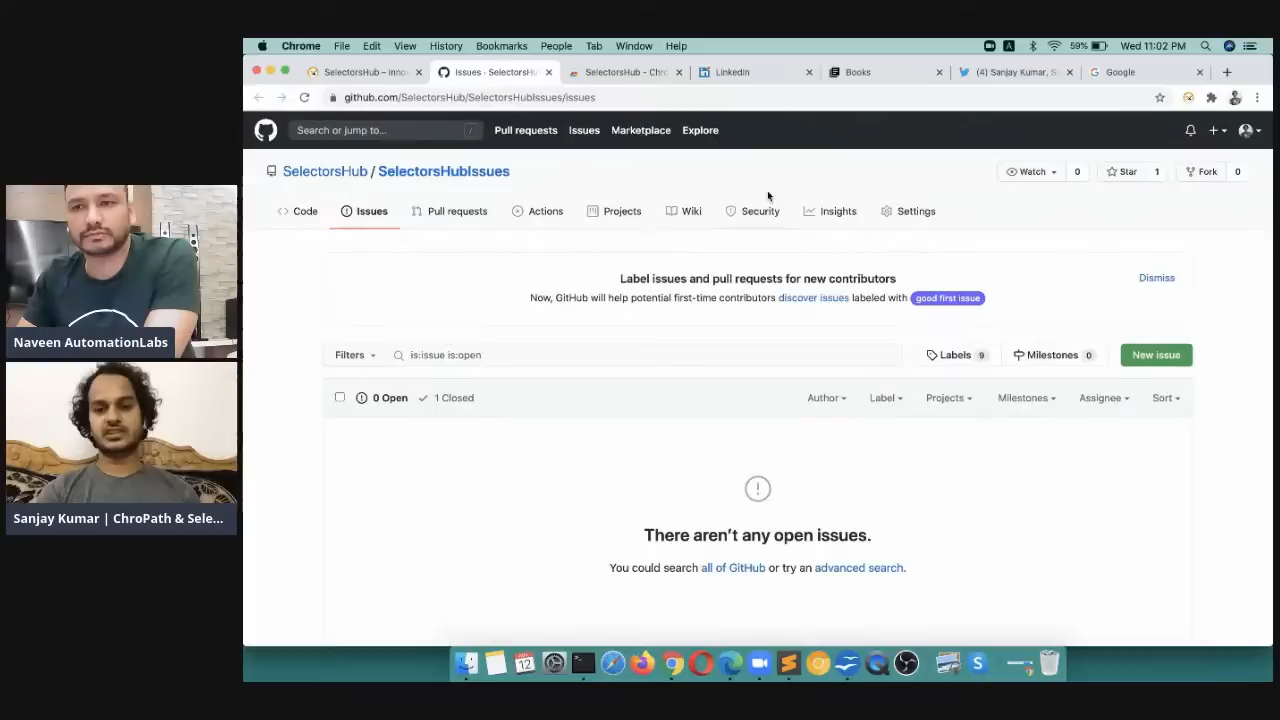 Chrome File Edit View History Bookmarks People Tab Window Help 59% Wed 11:02 PM
SelectorsHub – Inno Issues · SelectorsHub SelectorsHub - Chro LinkedIn Books (4) Sanjay Kumar, S Google
github.com/SelectorsHub/SelectorsHubIssues/issues
Search or jump to... / Pull requests Issues Marketplace Explore
SelectorsHub / SelectorsHubIssues Watch 0 Star 1 Fork 0
Code Issues Pull requests Actions Projects Wiki Security Insights Settings
Label issues and pull requests for new contributors Dismiss
Now, GitHub will help potential first-time contributors discover issues labeled with good first issue
Filters is:issue is:open Labels 9 Milestones 0 New issue
0 Open 1 Closed Author Label Projects Milestones Assignee Sort
There aren't any open issues.
You could search all of GitHub or try an advanced search.
Naveen AutomationLabs
Sanjay Kumar | ChroPath & Sele...
12